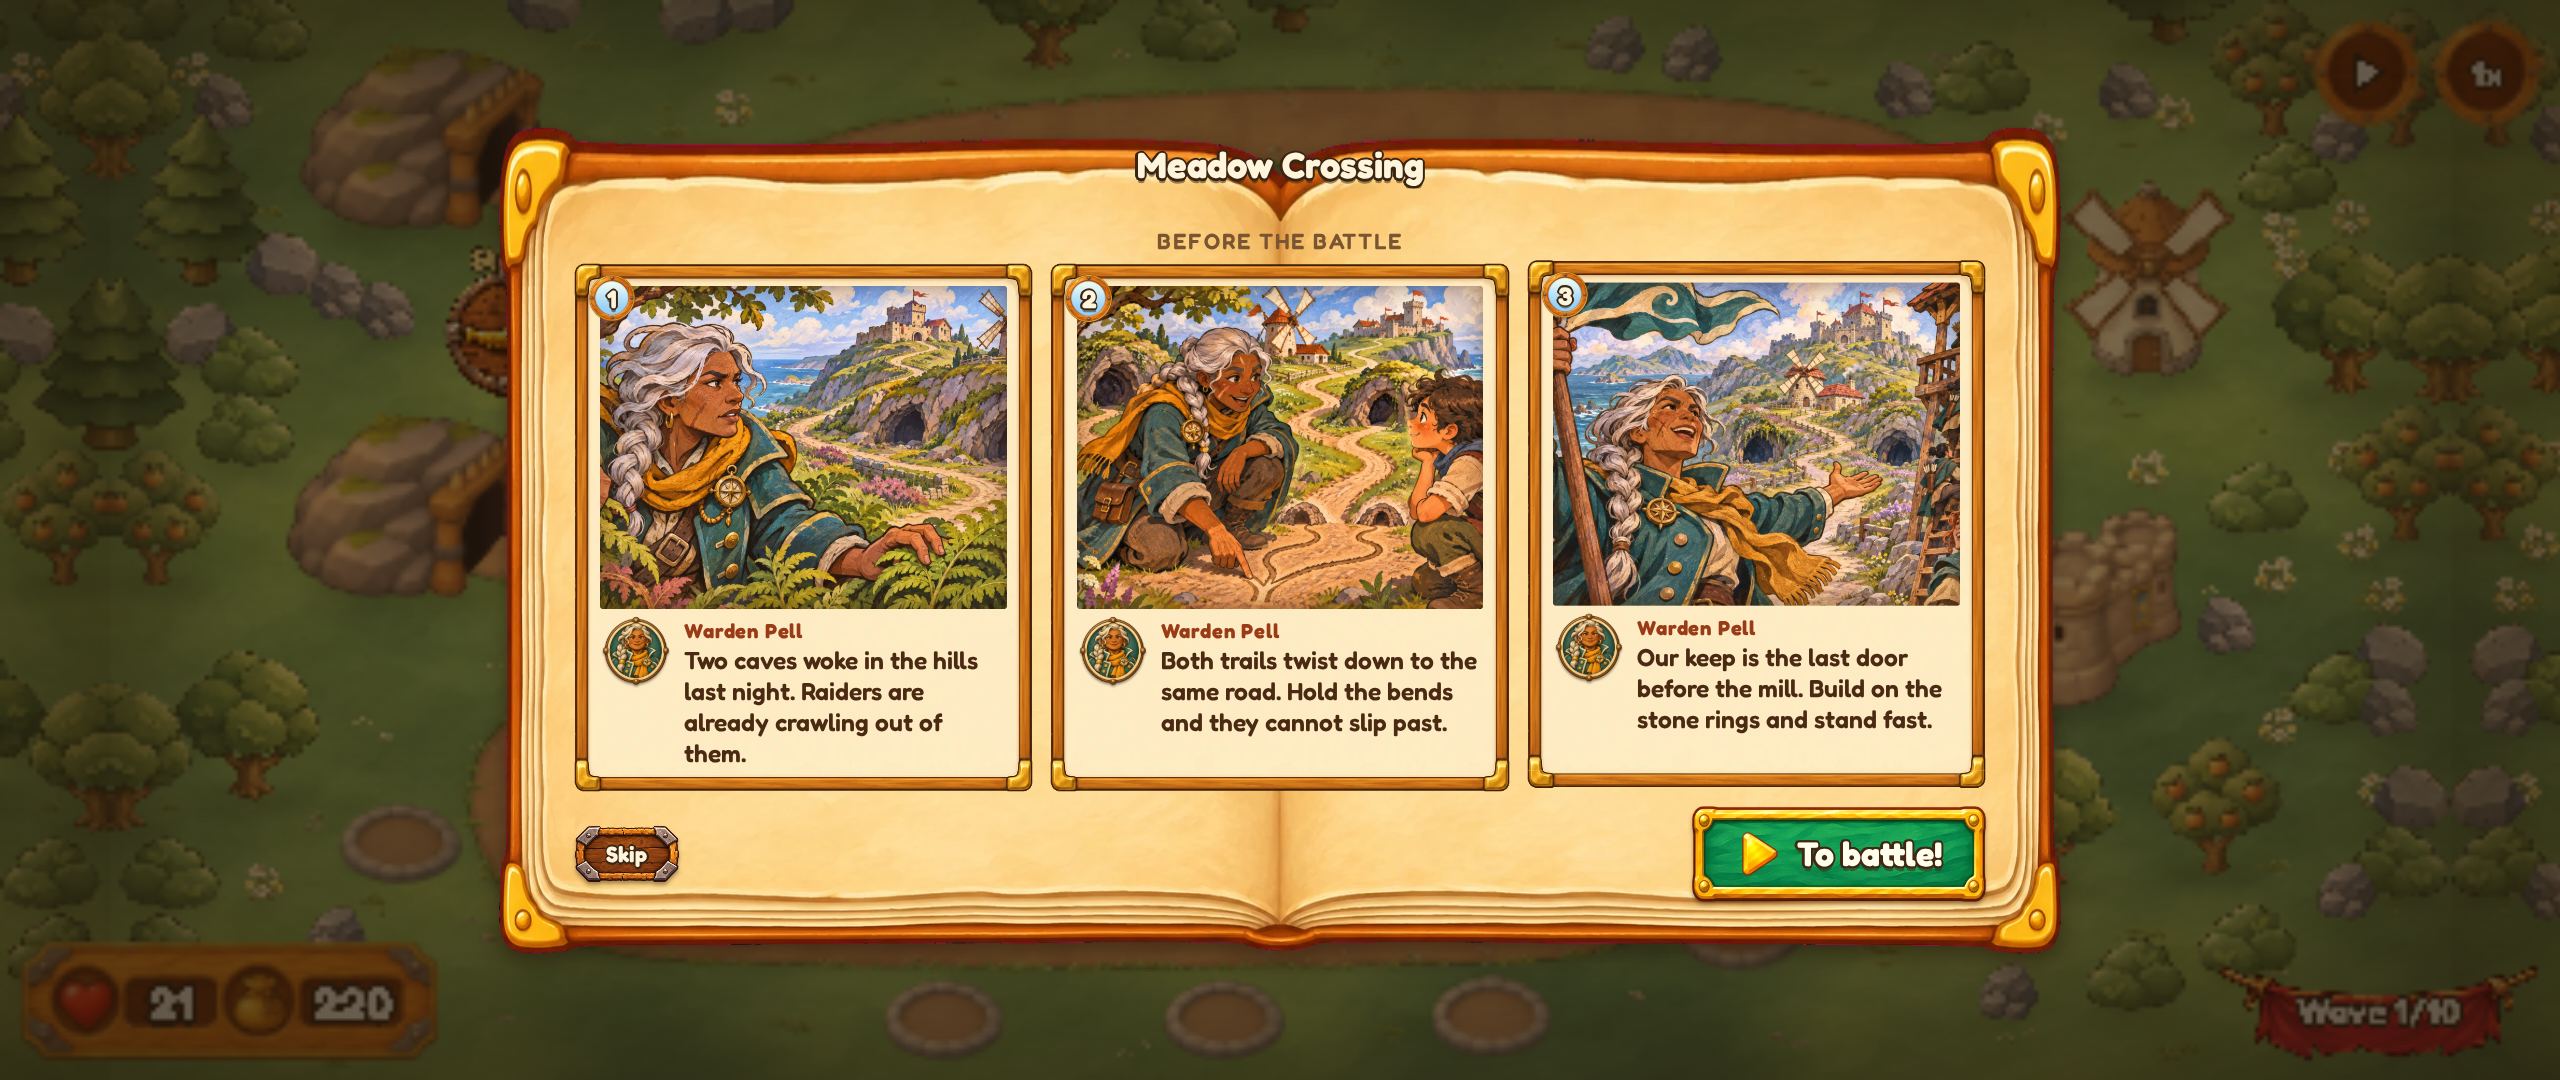 1x
Meadow Crossing
BEFORE THE BATTLE
1
Warden Pell
Two caves woke in the hills
last night. Raiders are
already crawling out of
them.
2
Warden Pell
Both trails twist down to the
same road. Hold the bends
and they cannot slip past.
3
Warden Pell
Our keep is the last door
before the mill. Build on the
stone rings and stand fast.
Skip
To battle!
21
220
Wave 1/10